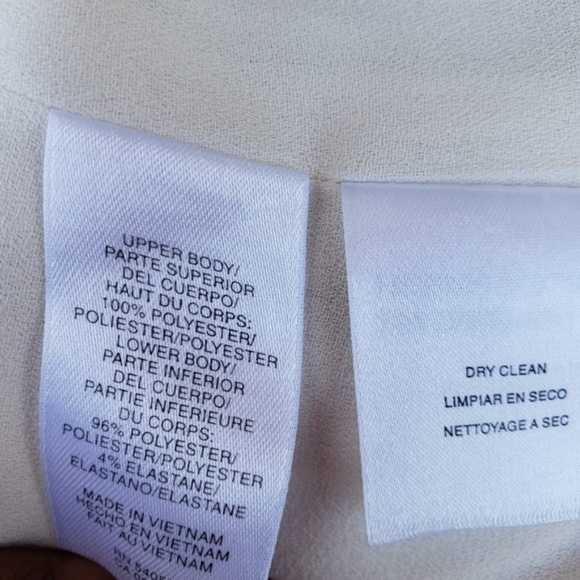 UPPER BODY/
PARTE SUPERIOR
DEL CUERPO/
HAUT DU CORPS:
100% POLYESTER/
POLIESTER/POLYESTER
LOWER BODY/
PARTE INFERIOR
DEL CUERPO/
PARTIE INFERIEURE
DU CORPS:
96% POLYESTER/
POLIESTER/POLYESTER
4% ELASTANE/
ELASTANO/ELASTANE
MADE IN VIETNAM
HECHO EN VIETNAM
FAIT AU VIETNAM
RN
CA
DRY CLEAN
LIMPIAR EN SECO
NETTOYAGE A SEC